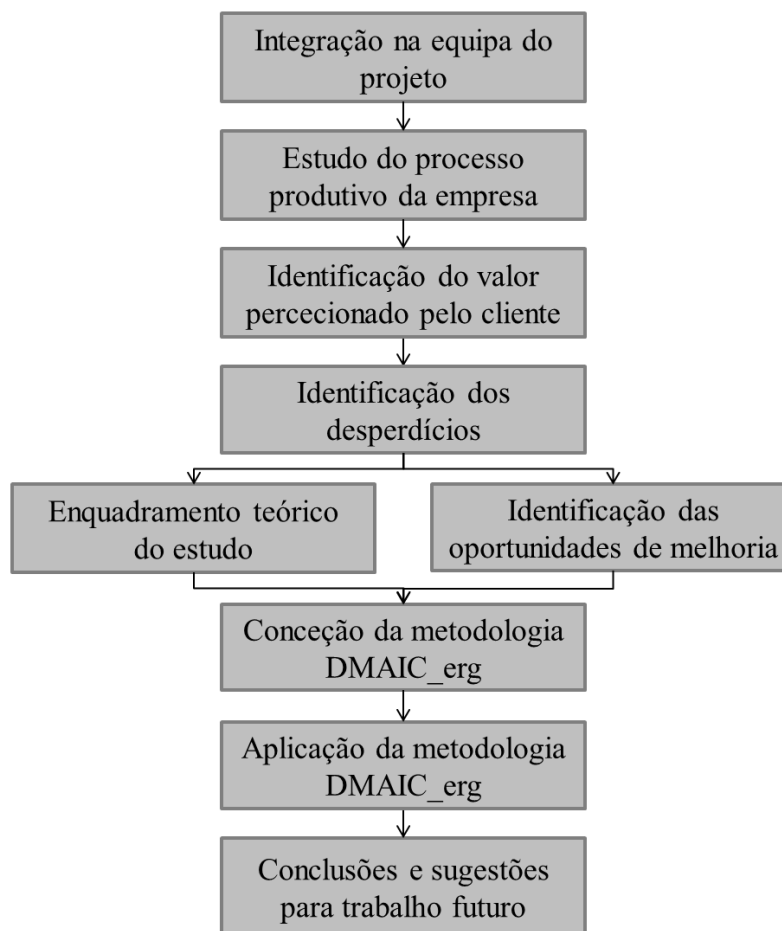 Integração na equipa do
projeto
Estudo do processo
produtivo da empresa
Identificação do valor
percecionado pelo cliente
Identificação dos
desperdícios
Enquadramento teórico
do estudo
Identificação das
oportunidades de melhoria
Conceção da metodologia
DMAIC_erg
Aplicação da metodologia
DMAIC_erg
Conclusões e sugestões
para trabalho futuro